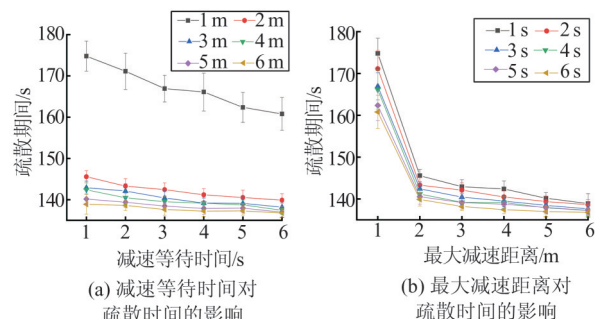 1 m 2 m
3 m 4 m
5 m 6 m
疏散期间/s
180
170
160
150
140
1 2 3 4 5 6
减速等待时间/s
(a) 减速等待时间对
疏散时间的影响
1 s 2 s
3 s 4 s
5 s 6 s
疏散期间/s
180
170
160
150
140
1 2 3 4 5 6
最大减速距离/m
(b) 最大减速距离对
疏散时间的影响